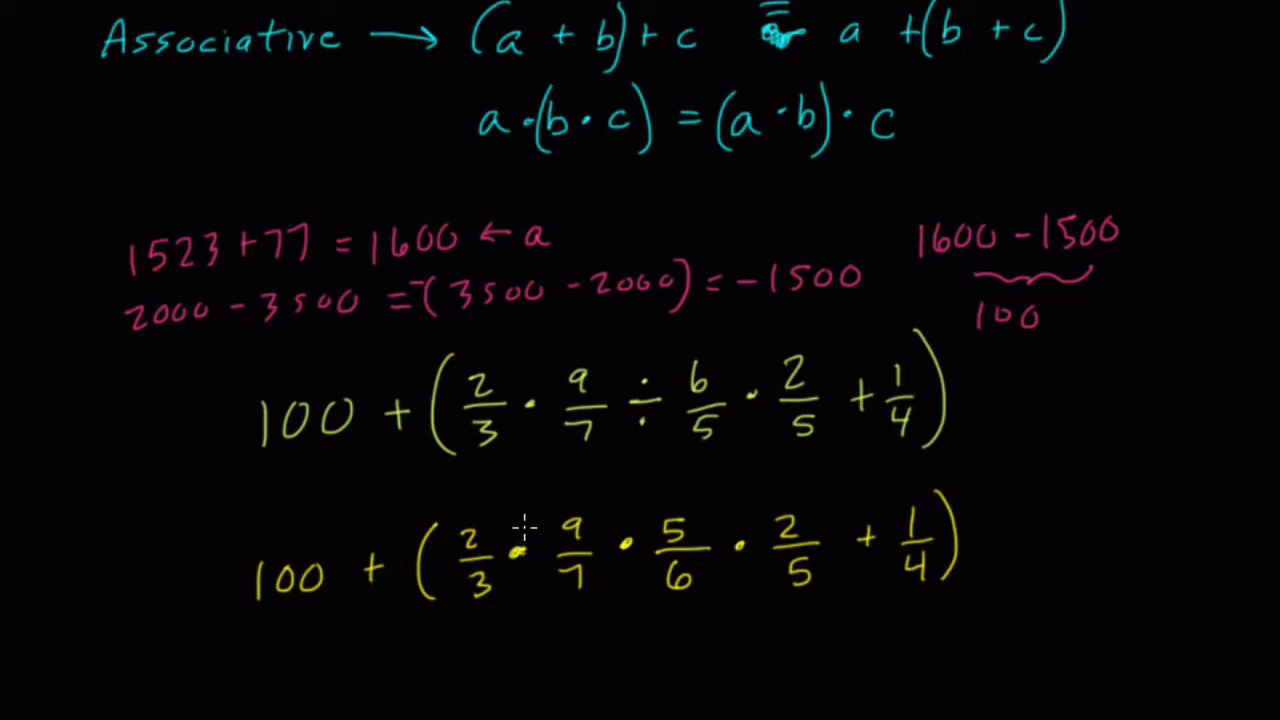 Associative → (a + b) + c = a + (b + c)
a · (b · c) = (a · b) · c
1523 + 77 = 1600 ← a
1600 - 1500
2000 - 3500 = -(3500 - 2000) = -1500
100
100 + (2/3 · 9/7 ÷ 6/5 · 2/5 + 1/4)
100 + (2/3 · 9/7 · 5/6 · 2/5 + 1/4)